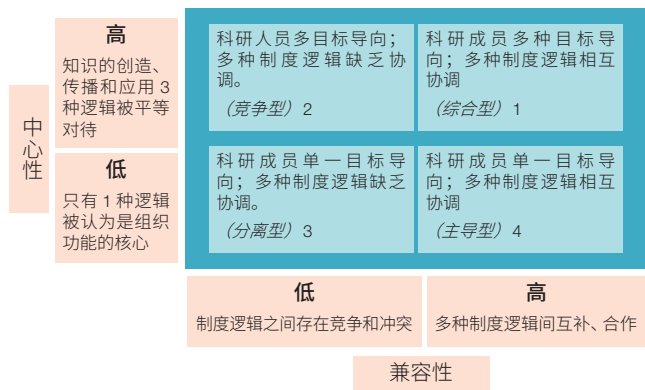 中心性
高
知识的创造、
传播和应用 3
种逻辑被平等
对待
低
只有 1 种逻辑
被认为是组织
功能的核心
科研人员多目标导向；
多种制度逻辑缺乏协
调。
（竞争型）2
科研成员多种目标导
向；多种制度逻辑相互
协调
（综合型）1
科研成员单一目标导
向；多种制度逻辑缺乏
协调。
（分离型）3
科研成员单一目标导
向；多种制度逻辑相互
协调
（主导型）4
低
制度逻辑之间存在竞争和冲突
高
多种制度逻辑间互补、合作
兼容性